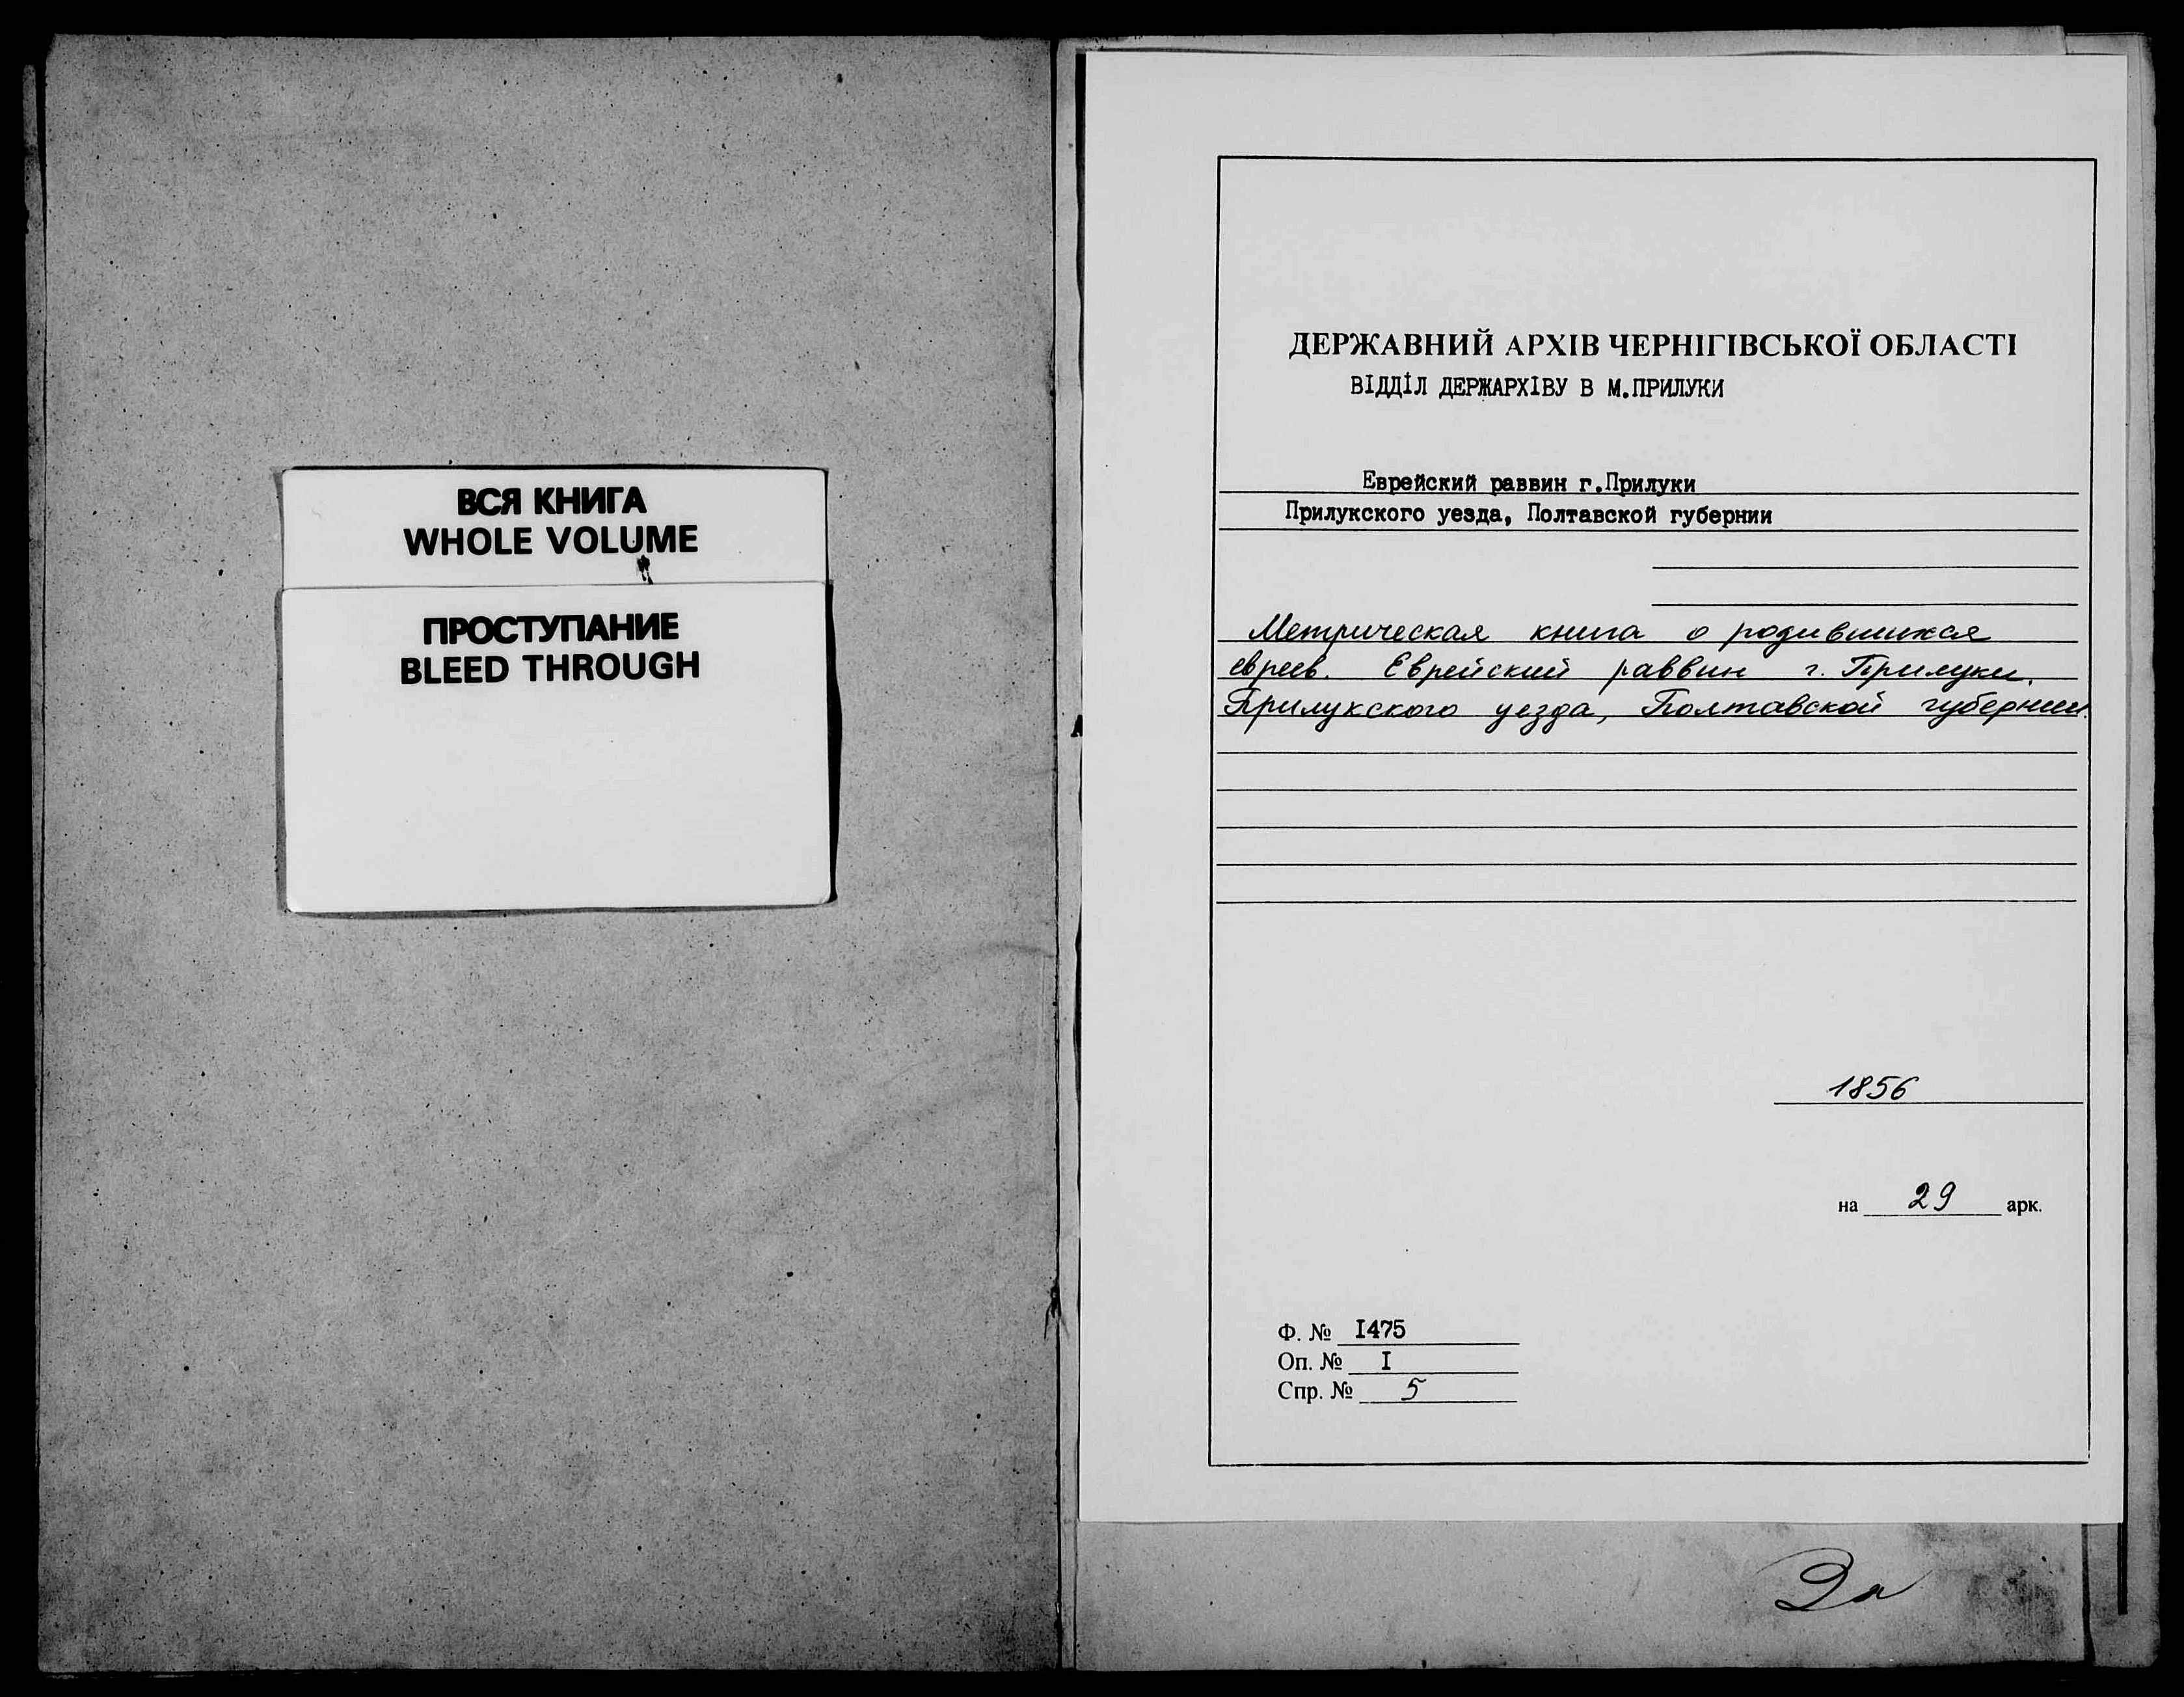 ВСЯ КНИГА
WHOLE VOLUME
ПРОСТУПАНИЕ
BLEED THROUGH
ДЕРЖАВНИЙ АРХІВ ЧЕРНІГІВСЬКОЇ ОБЛАСТІ
ВІДДІЛ ДЕРЖАРХІВУ В М.ПРИЛУКИ
Еврейский раввин г.Прилуки
Прилукского уезда, Полтавской губернии
Метрическая книга о родившихся
евреев. Еврейский раввин г. Прилуки.
Прилукского уезда, Полтавской губернии.
1856
на 29 арк.
Ф. № I475
Оп. № I
Спр. № 5